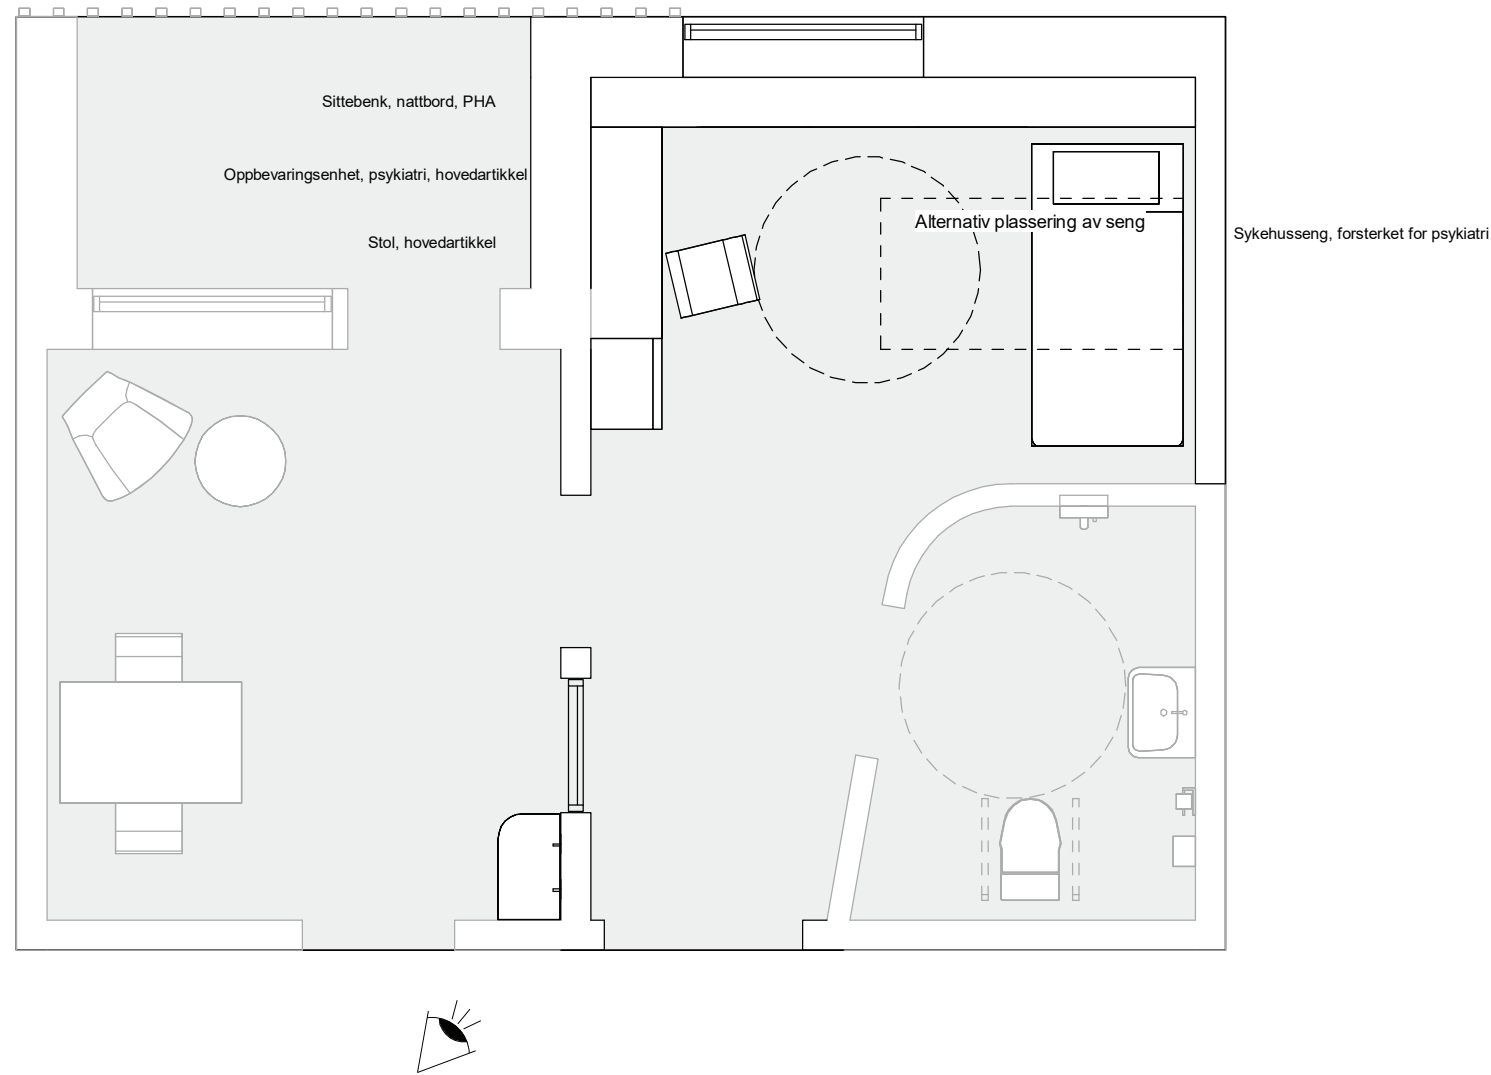 Sittebenk, nattbord, PHA
Oppbevaringsenhet, psykiatri, hovedartikkel
Alternativ plassering av seng
Sykehusseng, forsterket for psykiatri
Stol, hovedartikkel